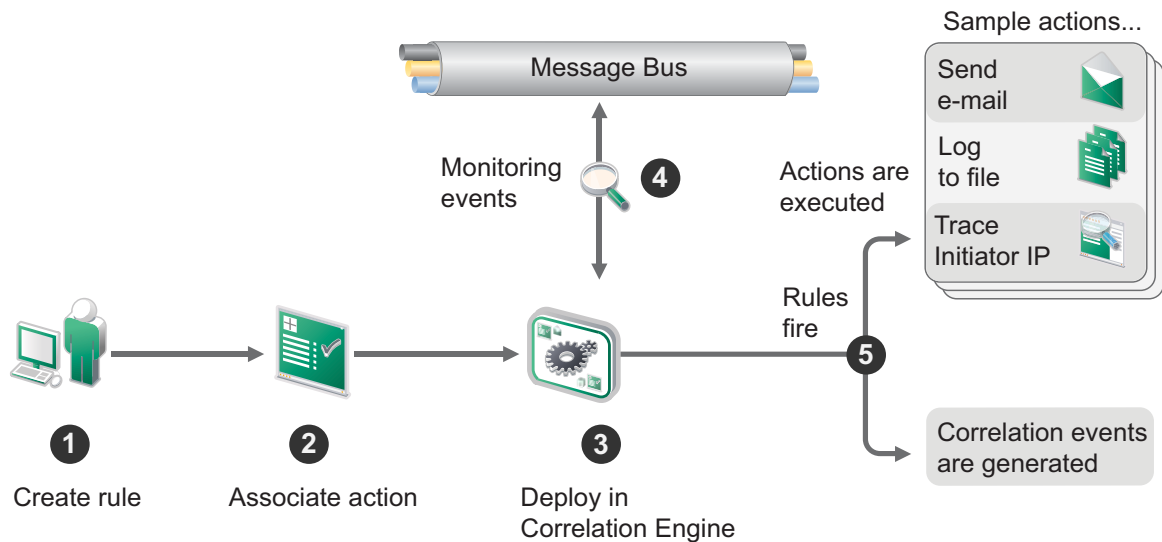 Sample actions...
Message Bus
Send
e-mail
Log
to file
Trace
Initiator IP
Monitoring
events
4
Actions are
executed
Rules
fire
5
1
Create rule
2
Associate action
3
Deploy in
Correlation Engine
Correlation events
are generated